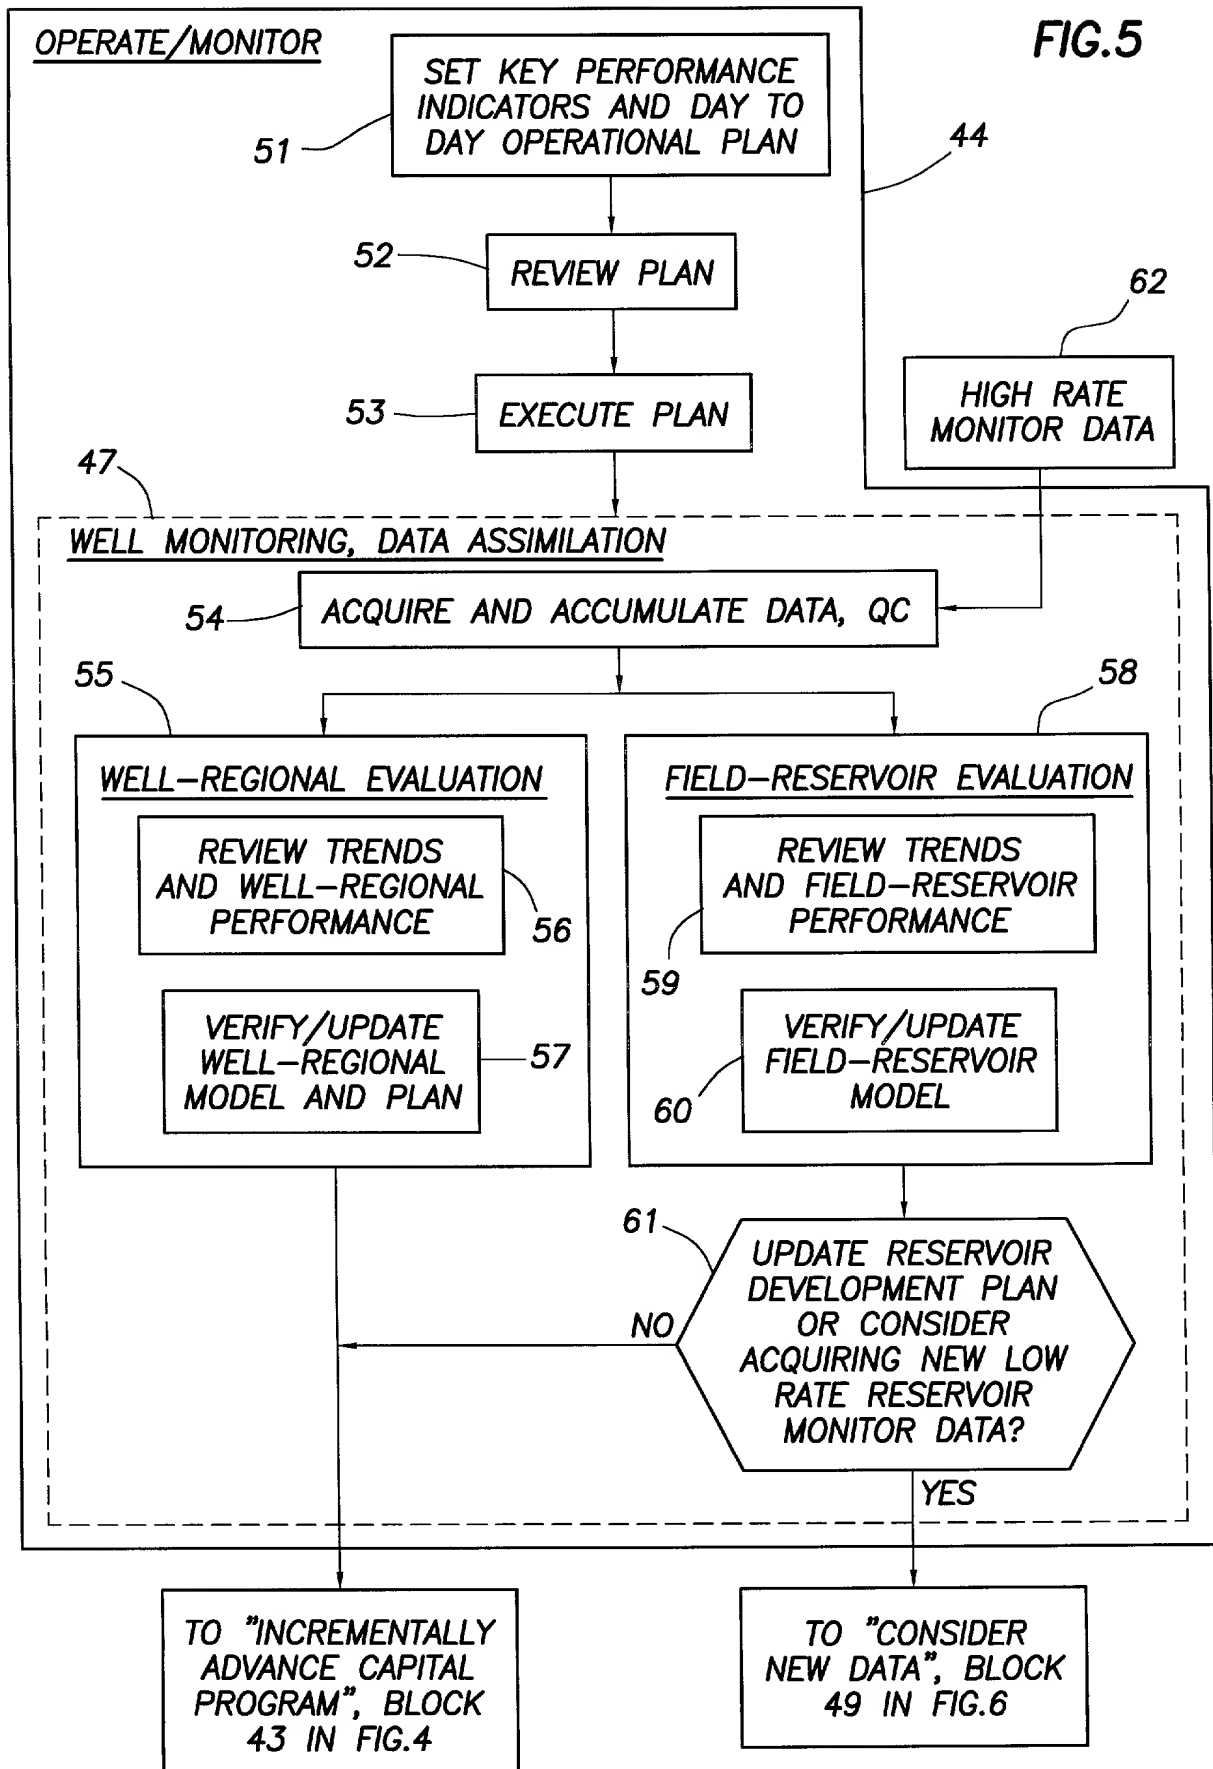 OPERATE/MONITOR
FIG.5
SET KEY PERFORMANCE
INDICATORS AND DAY TO
DAY OPERATIONAL PLAN
51
44
52
REVIEW PLAN
62
53
EXECUTE PLAN
HIGH RATE
MONITOR DATA
47
WELL MONITORING, DATA ASSIMILATION
54
ACQUIRE AND ACCUMULATE DATA, QC
55
58
WELL-REGIONAL EVALUATION
REVIEW TRENDS
AND WELL-REGIONAL
PERFORMANCE
56
VERIFY/UPDATE
WELL-REGIONAL
MODEL AND PLAN
57
FIELD-RESERVOIR EVALUATION
REVIEW TRENDS
AND FIELD-RESERVOIR
PERFORMANCE
59
VERIFY/UPDATE
FIELD-RESERVOIR
MODEL
60
61
UPDATE RESERVOIR
DEVELOPMENT PLAN
OR CONSIDER
ACQUIRING NEW LOW
RATE RESERVOIR
MONITOR DATA?
NO
YES
TO "INCREMENTALLY
ADVANCE CAPITAL
PROGRAM", BLOCK
43 IN FIG.4
TO "CONSIDER
NEW DATA", BLOCK
49 IN FIG.6